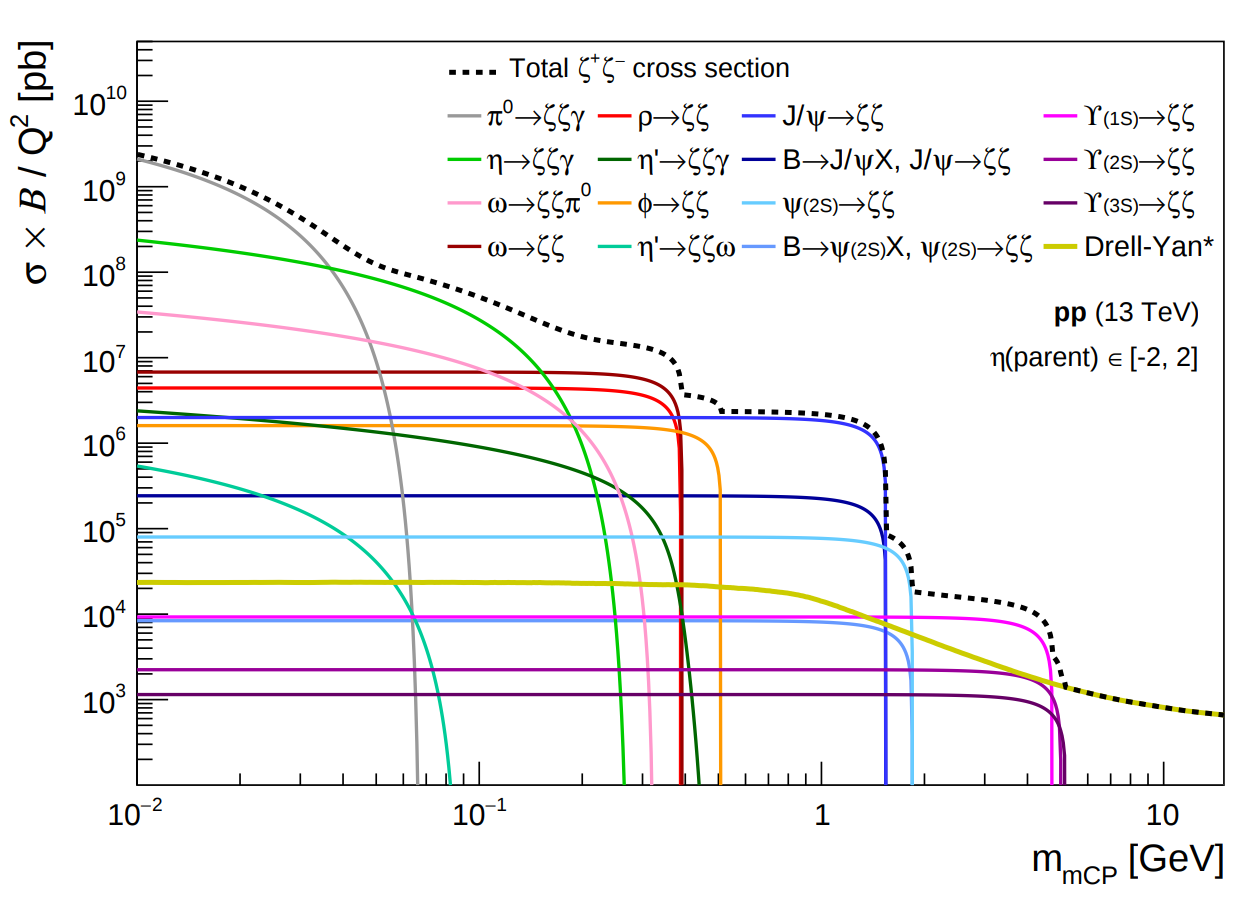 σ × B / Q² [pb]
10¹⁰
10⁹
10⁸
10⁷
10⁶
10⁵
10⁴
10³
Total ζ⁺ζ⁻ cross section
π⁰→ζζγ ρ→ζζ J/ψ→ζζ ϒ(1S)→ζζ
η→ζζγ η'→ζζγ B→J/ψX, J/ψ→ζζ ϒ(2S)→ζζ
ω→ζζπ⁰ ϕ→ζζ ψ(2S)→ζζ ϒ(3S)→ζζ
ω→ζζ η'→ζζω B→ψ(2S)X, ψ(2S)→ζζ Drell-Yan*
pp (13 TeV)
η(parent) ∈ [-2, 2]
10⁻² 10⁻¹ 1 10
m_mCP [GeV]